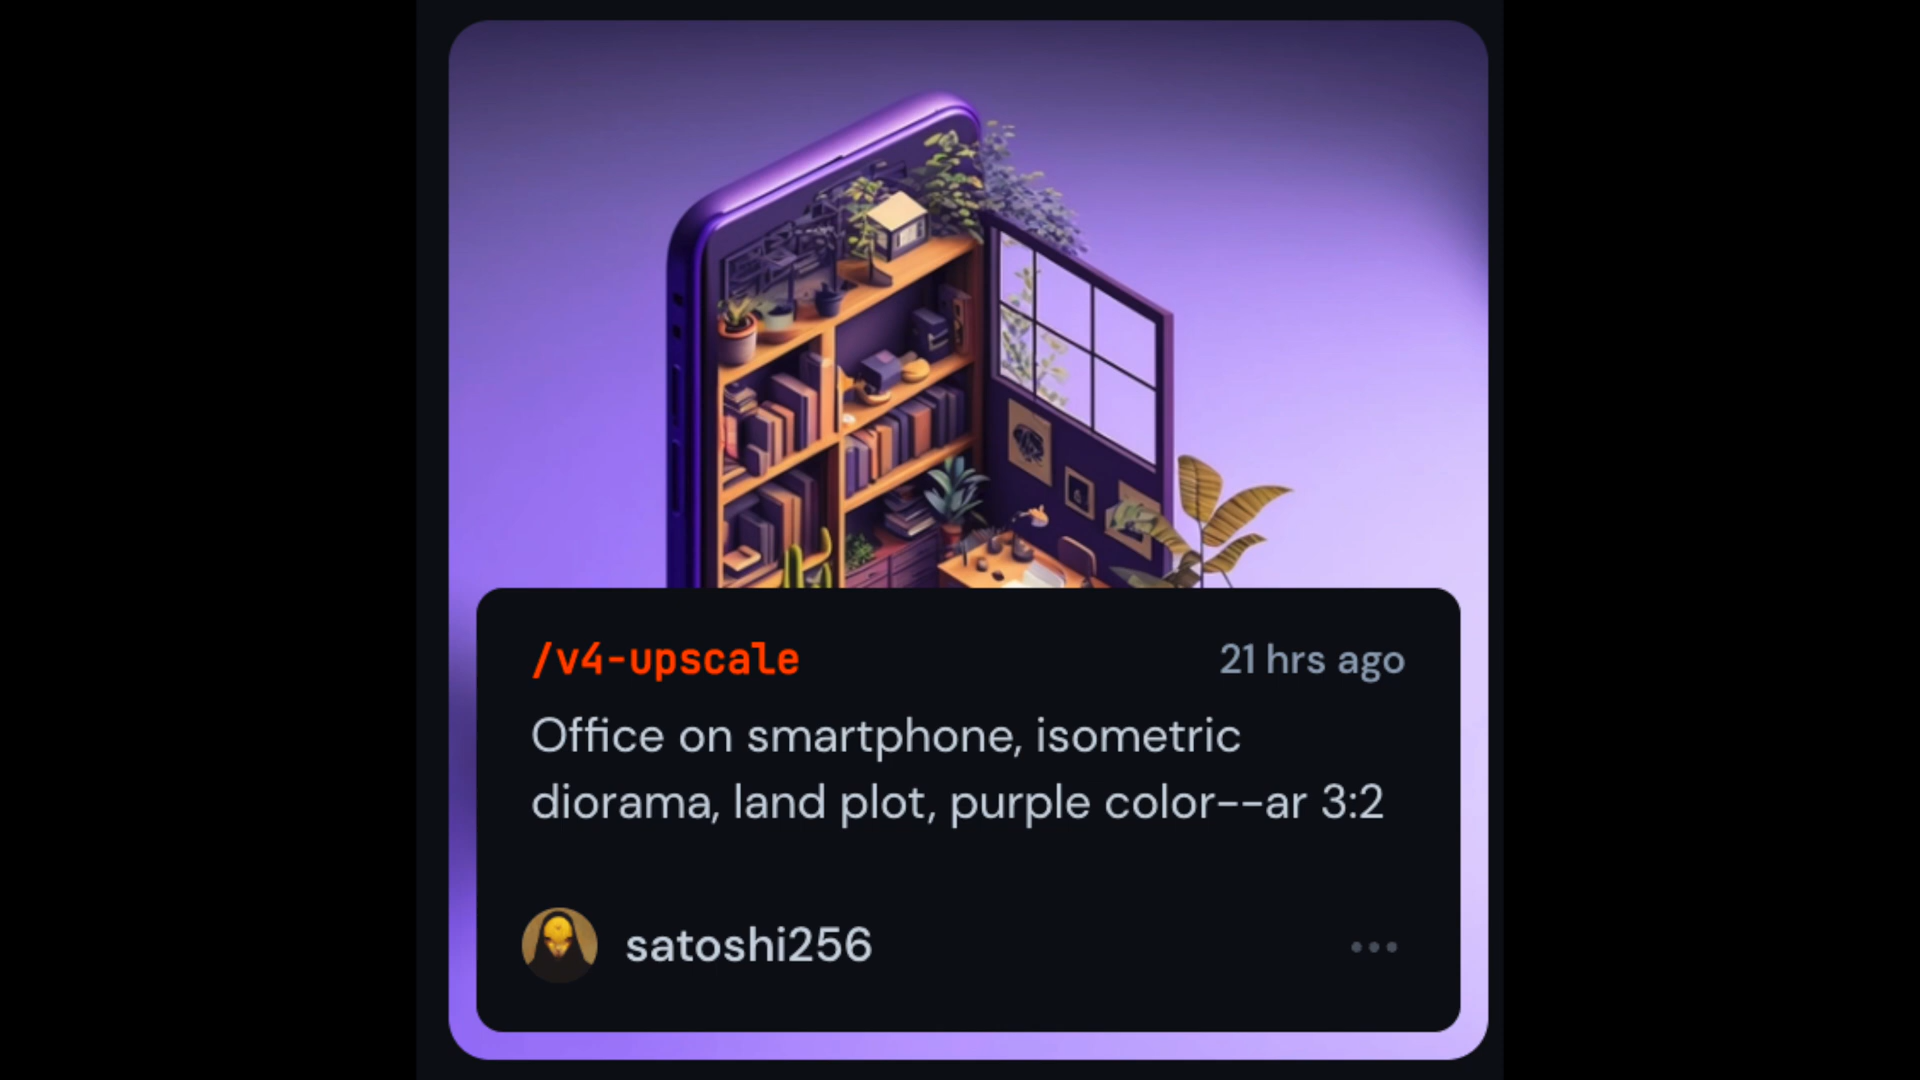 /v4-upscale
21 hrs ago
Office on smartphone, isometric
diorama, land plot, purple color--ar 3:2
satoshi256